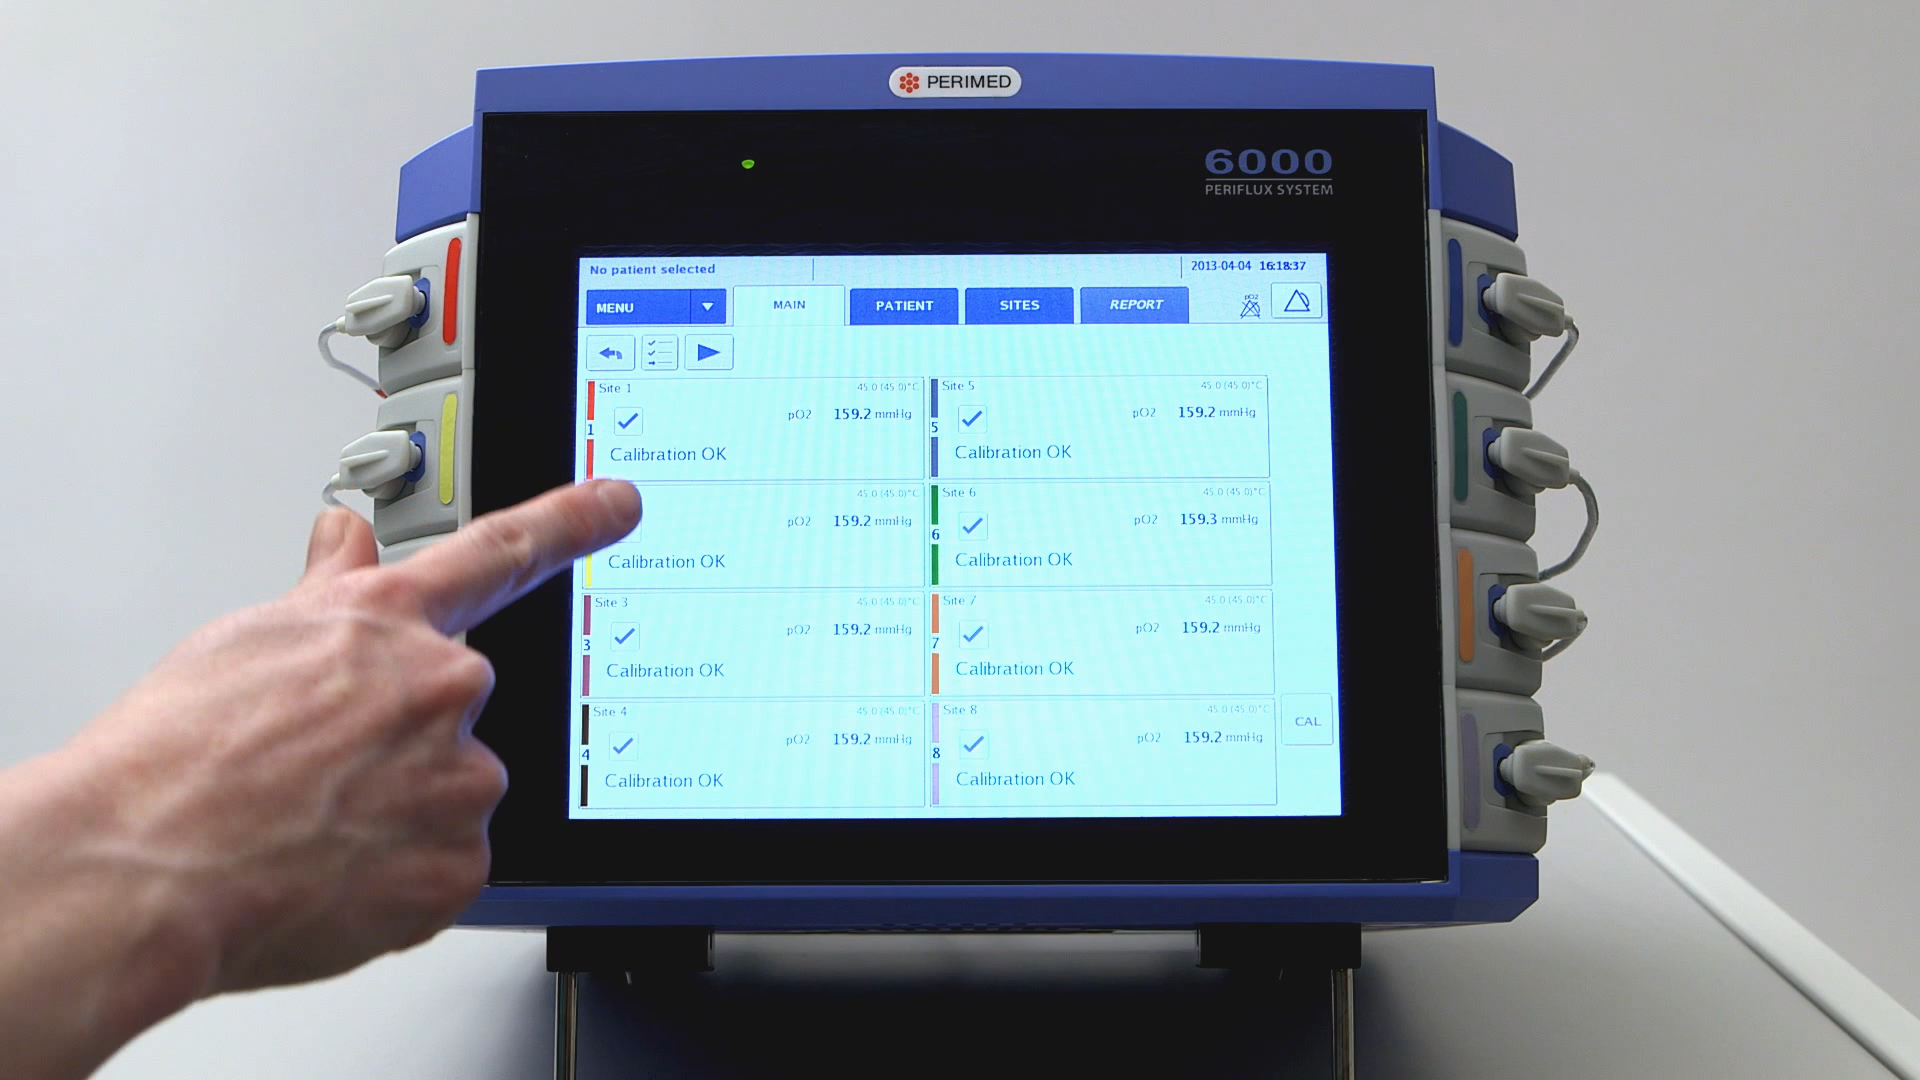 PERIMED
6000
PERIFLUX SYSTEM
No patient selected
2013-04-04 16:18:37
MENU
MAIN
PATIENT
SITES
REPORT
pO2
Site 1
45.0 (45.0)°C
1
pO2 159.2 mmHg
Calibration OK
Site 5
45.0 (45.0)°C
5
pO2 159.2 mmHg
Calibration OK
45.0 (45.0)°C
pO2 159.2 mmHg
Calibration OK
Site 6
45.0 (45.0)°C
6
pO2 159.3 mmHg
Calibration OK
Site 3
45.0 (45.0)°C
3
pO2 159.2 mmHg
Calibration OK
Site 7
45.0 (45.0)°C
7
pO2 159.2 mmHg
Calibration OK
Site 4
45.0 (45.0)°C
4
pO2 159.2 mmHg
Calibration OK
Site 8
45.0 (45.0)°C
8
pO2 159.2 mmHg
Calibration OK
CAL